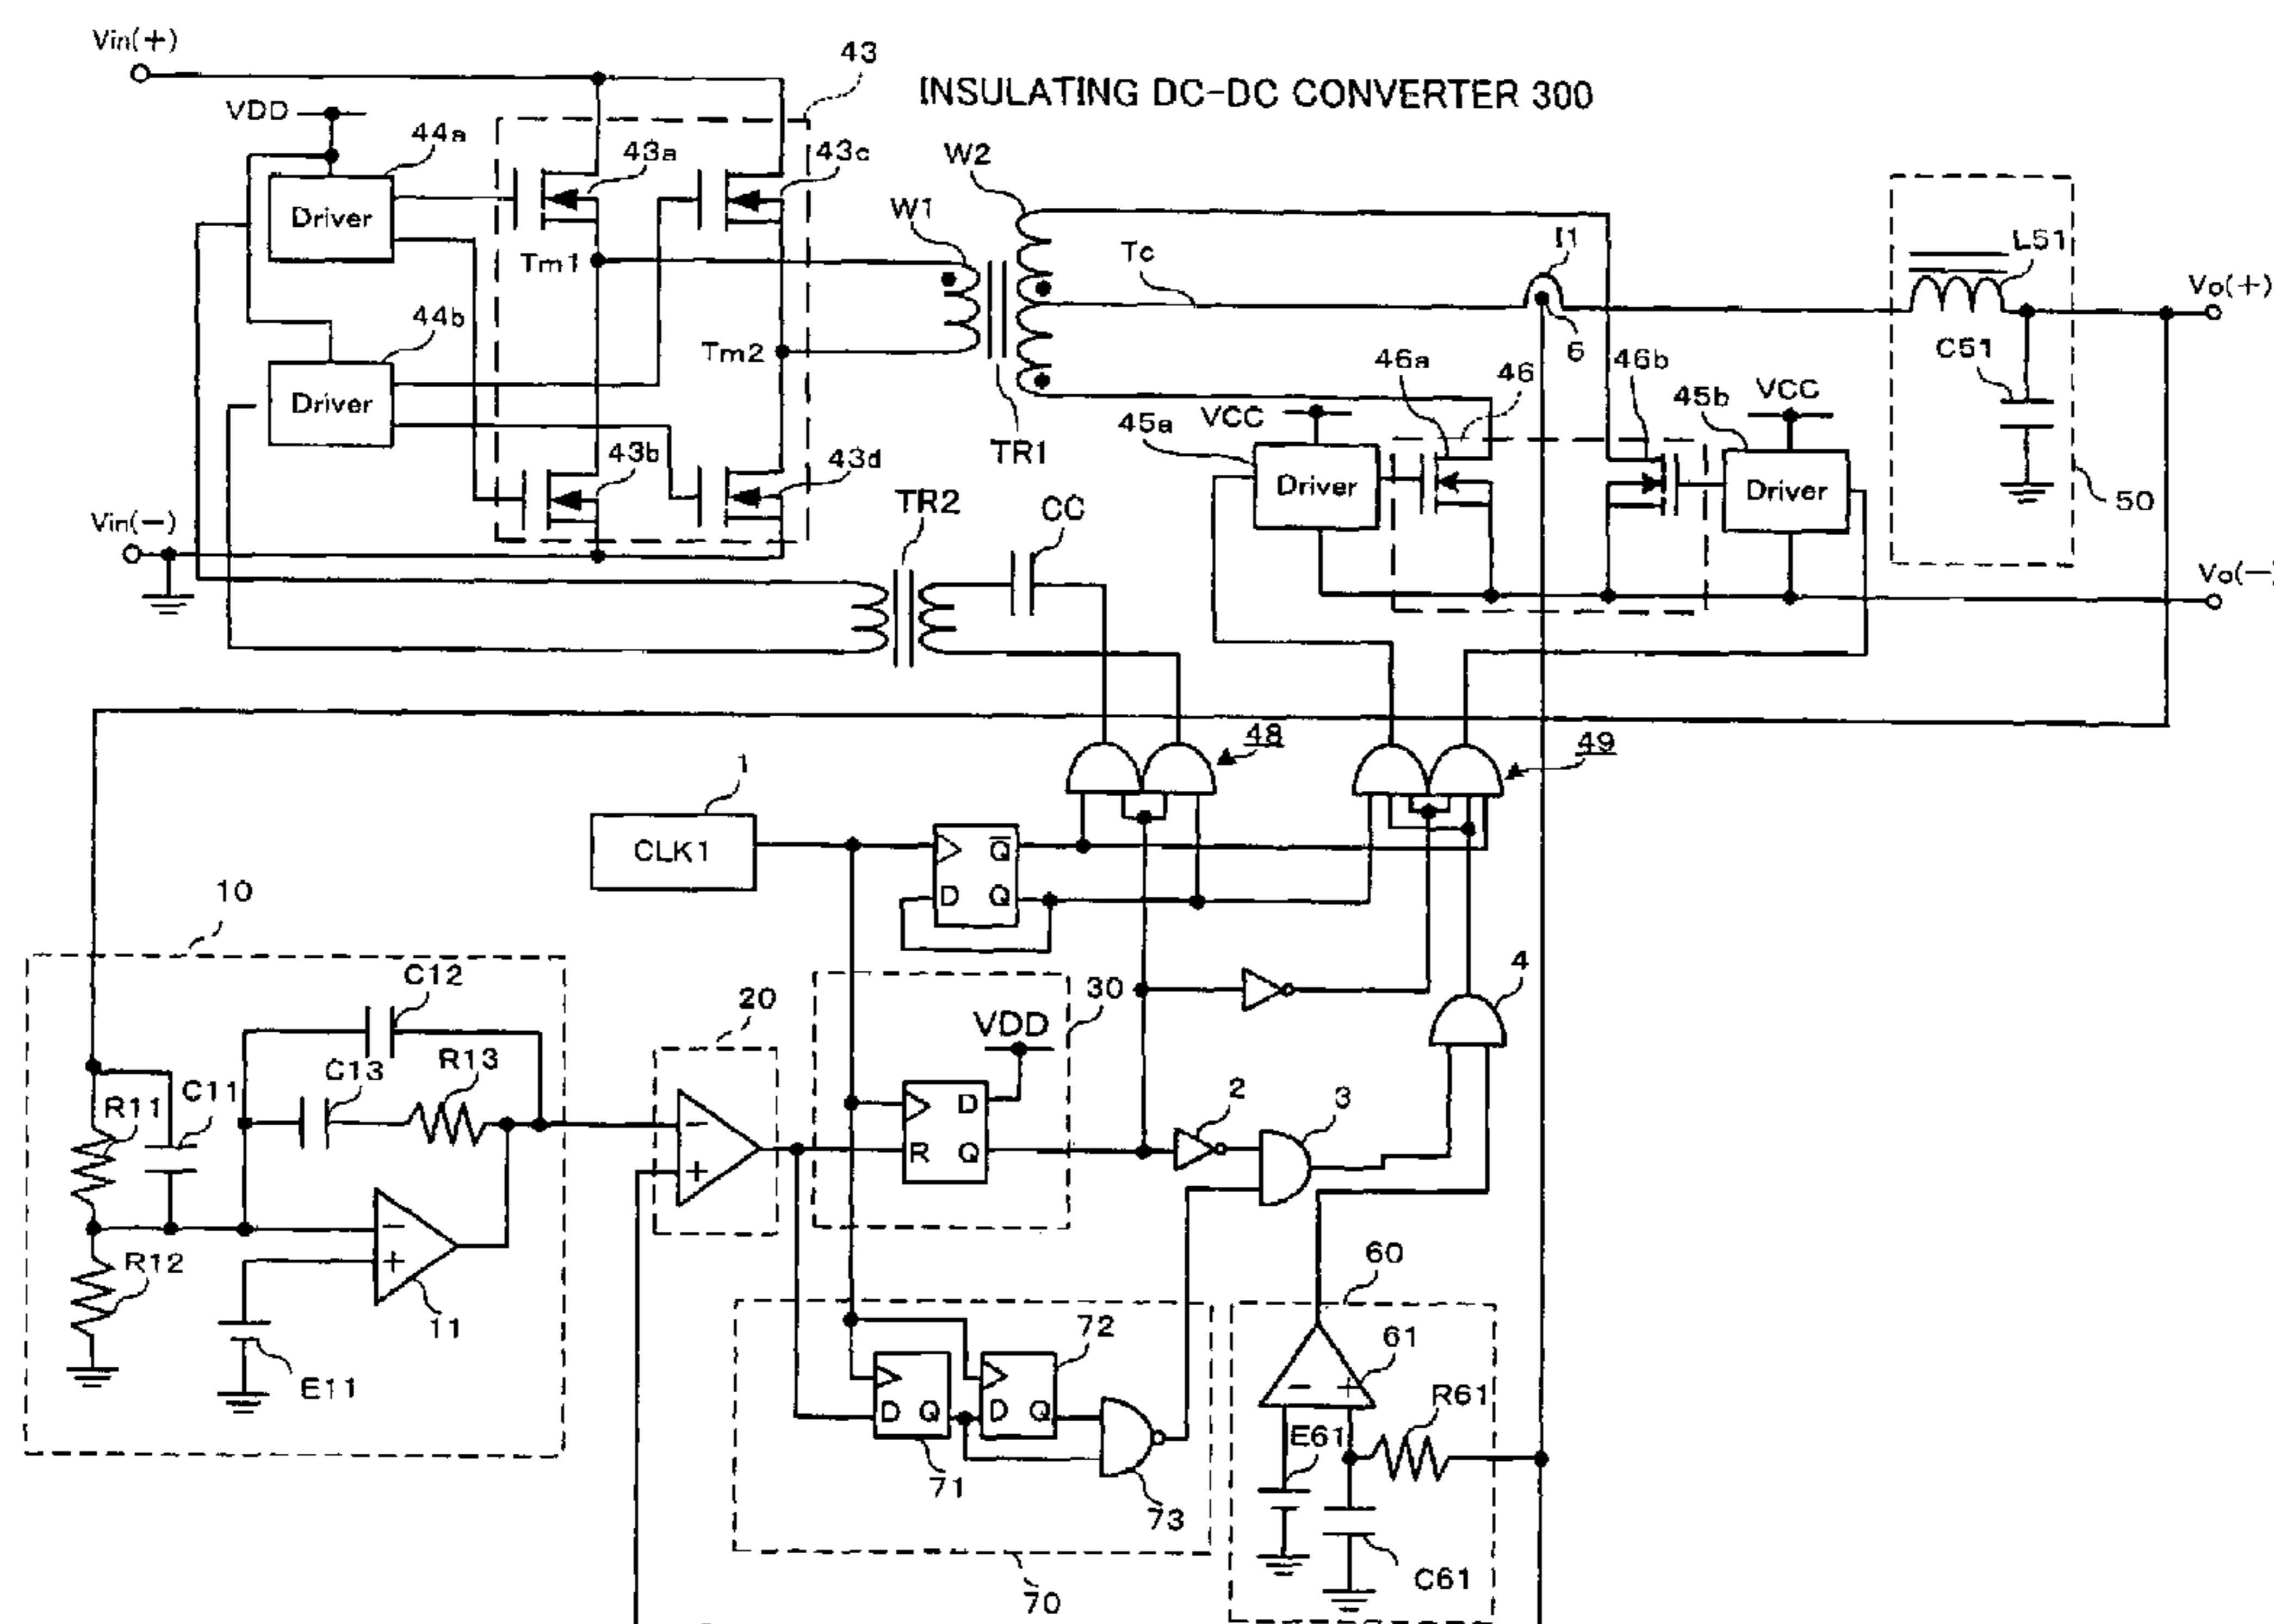 Vin(+)
43
INSULATING DC-DC CONVERTER 300
VDD
44a
43a
43c
W2
Driver
W1
Tc
I1
L51
Tm1
Vo(+)
44b
Tm2
6
C51
Driver
46a
46
46b
VCC
45a
VCC
45b
TR1
43b
43d
Driver
Driver
50
Vin(−)
TR2
CC
Vo(−)
48
49
1
CLK1
Q̅
D Q
10
C12
20
30
4
VDD
C13
R13
C11
R11
2
3
− D
+ R Q
−
R12
+
60
11
72
61
E11
− +
R61
D Q D Q
E61
71
73
C61
70